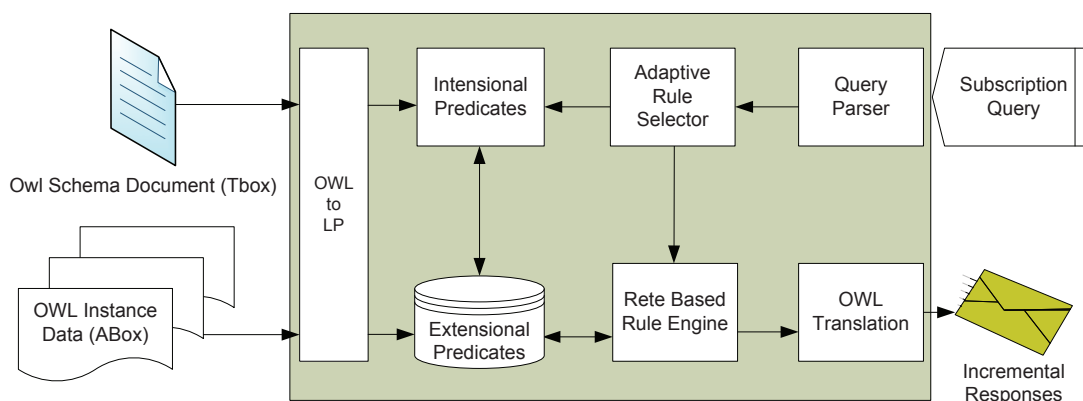 Owl Schema Document (Tbox)
OWL Instance
Data (ABox)
OWL
to
LP
Intensional
Predicates
Adaptive
Rule
Selector
Query
Parser
Subscription
Query
Extensional
Predicates
Rete Based
Rule Engine
OWL
Translation
Incremental
Responses